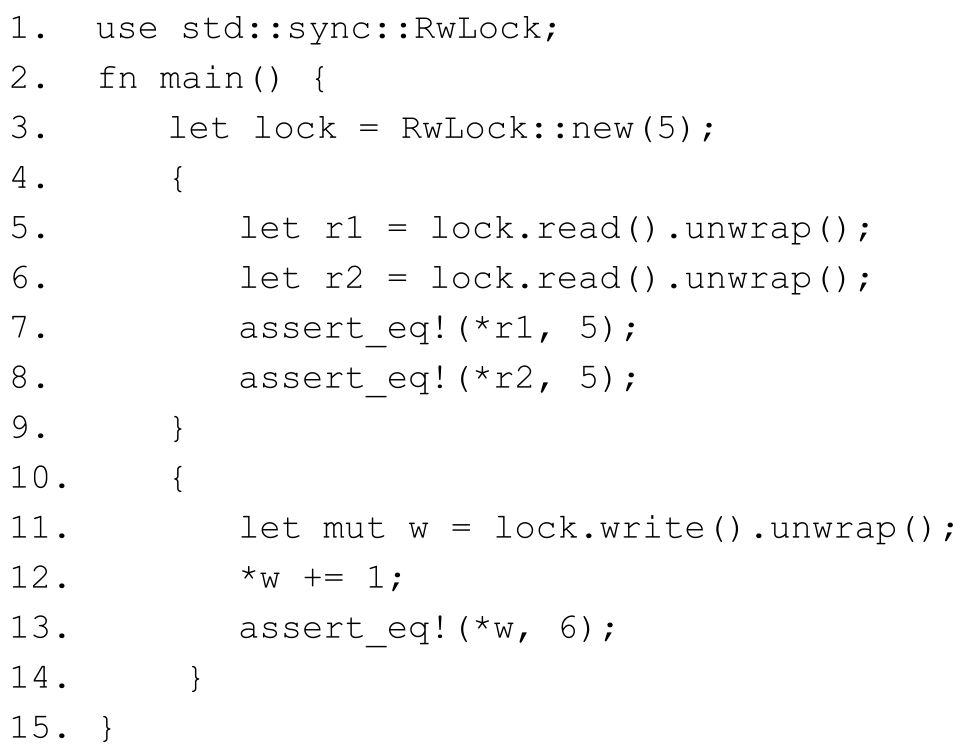 1. use std::sync::RwLock;
2. fn main() {
3. let lock = RwLock::new(5);
4. {
5. let r1 = lock.read().unwrap();
6. let r2 = lock.read().unwrap();
7. assert_eq!(*r1, 5);
8. assert_eq!(*r2, 5);
9. }
10. {
11. let mut w = lock.write().unwrap();
12. *w += 1;
13. assert_eq!(*w, 6);
14. }
15. }